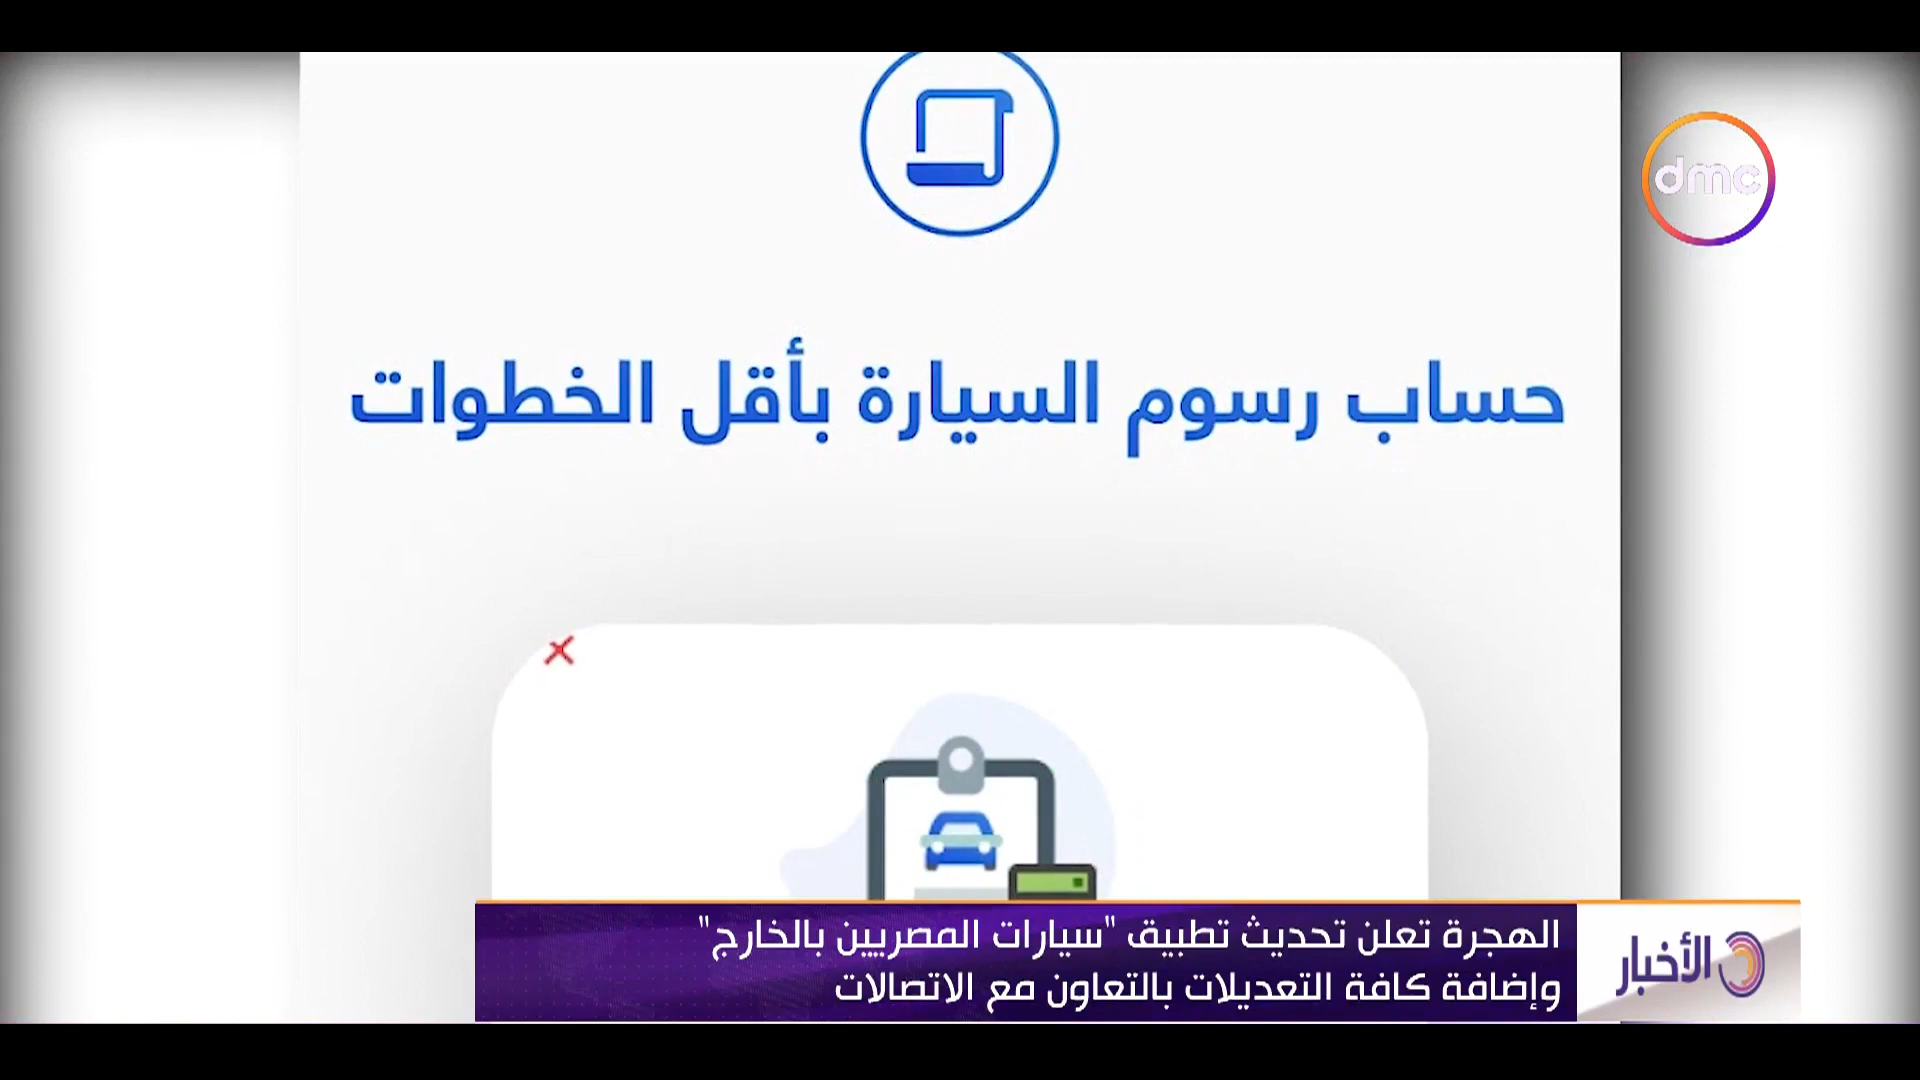 dmc
حساب رسوم السيارة بأقل الخطوات
الهجرة تعلن تحديث تطبيق "سيارات المصريين بالخارج"
وإضافة كافة التعديلات بالتعاون مع الاتصالات
الأخبار